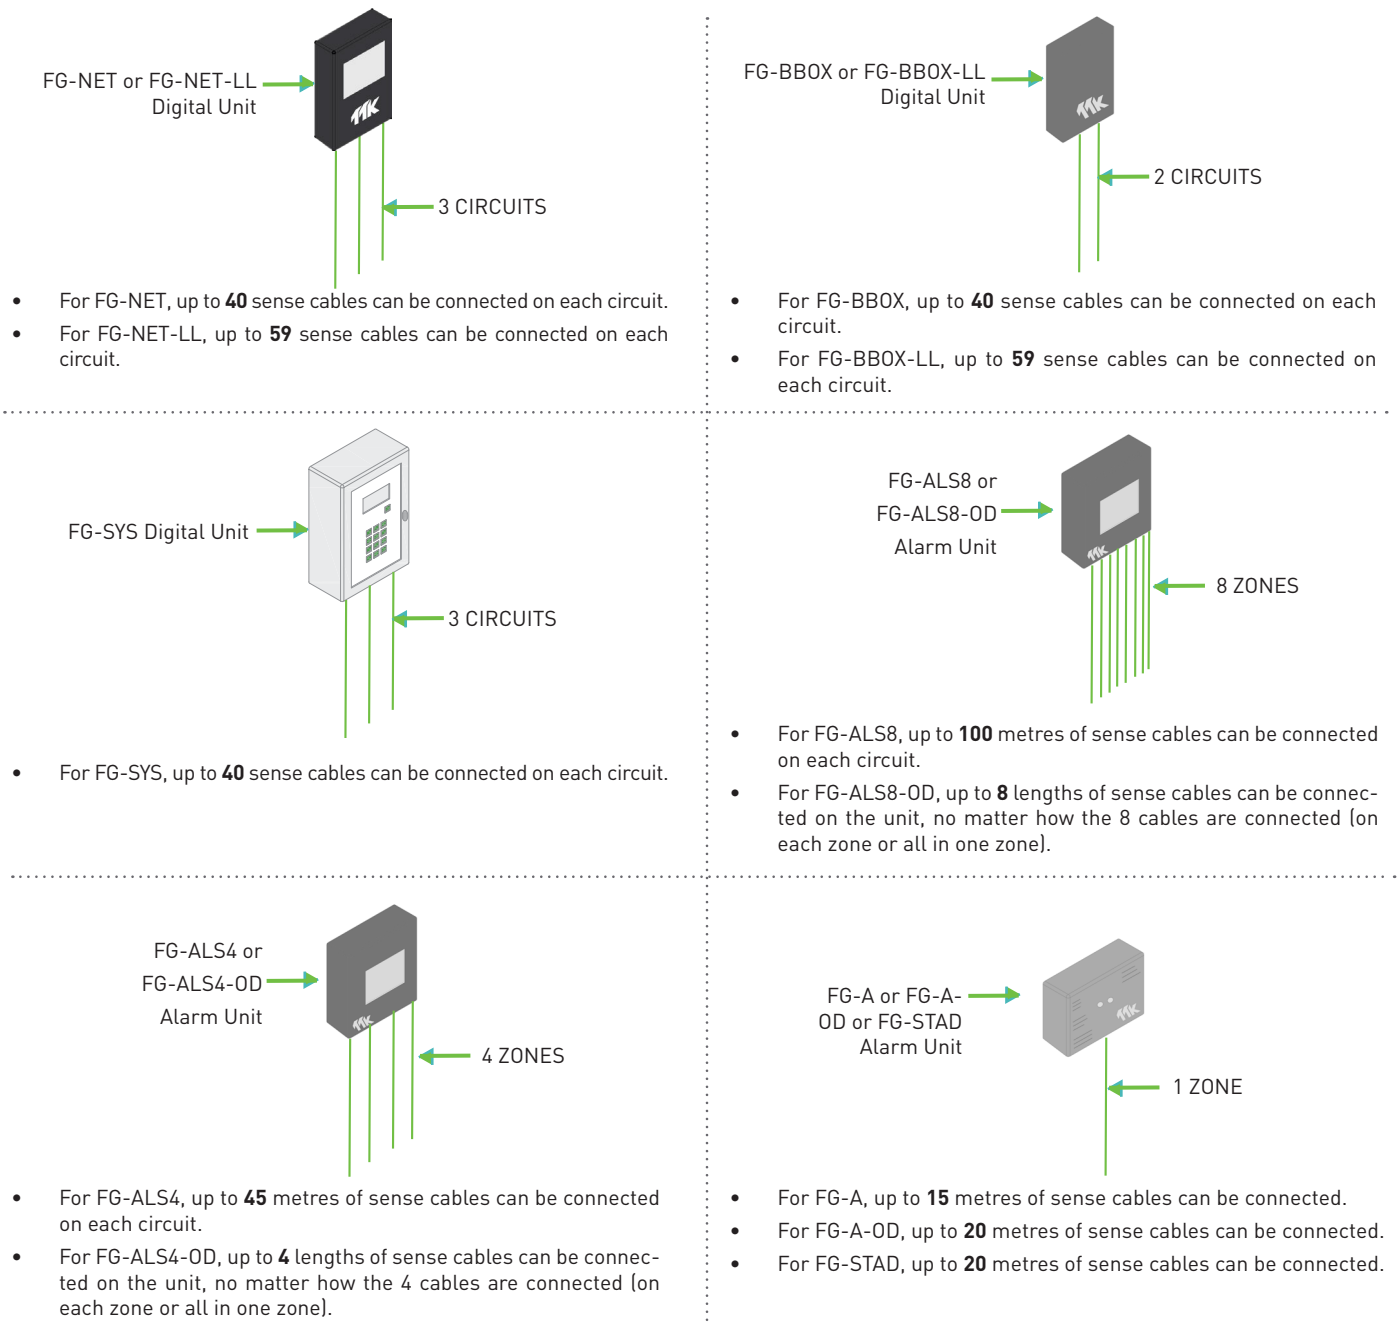 FG-NET or FG-NET-LL
Digital Unit
TTK
3 CIRCUITS
• For FG-NET, up to 40 sense cables can be connected on each circuit.
• For FG-NET-LL, up to 59 sense cables can be connected on each
circuit.
FG-BBOX or FG-BBOX-LL
Digital Unit
TTK
2 CIRCUITS
• For FG-BBOX, up to 40 sense cables can be connected on each
circuit.
• For FG-BBOX-LL, up to 59 sense cables can be connected on
each circuit.
FG-SYS Digital Unit
3 CIRCUITS
• For FG-SYS, up to 40 sense cables can be connected on each circuit.
FG-ALS8 or
FG-ALS8-OD
Alarm Unit
TTK
8 ZONES
• For FG-ALS8, up to 100 metres of sense cables can be connected
on each circuit.
• For FG-ALS8-OD, up to 8 lengths of sense cables can be connec-
ted on the unit, no matter how the 8 cables are connected (on
each zone or all in one zone).
FG-ALS4 or
FG-ALS4-OD
Alarm Unit
TTK
4 ZONES
• For FG-ALS4, up to 45 metres of sense cables can be connected
on each circuit.
• For FG-ALS4-OD, up to 4 lengths of sense cables can be connec-
ted on the unit, no matter how the 4 cables are connected (on
each zone or all in one zone).
FG-A or FG-A-
OD or FG-STAD
Alarm Unit
TTK
1 ZONE
• For FG-A, up to 15 metres of sense cables can be connected.
• For FG-A-OD, up to 20 metres of sense cables can be connected.
• For FG-STAD, up to 20 metres of sense cables can be connected.